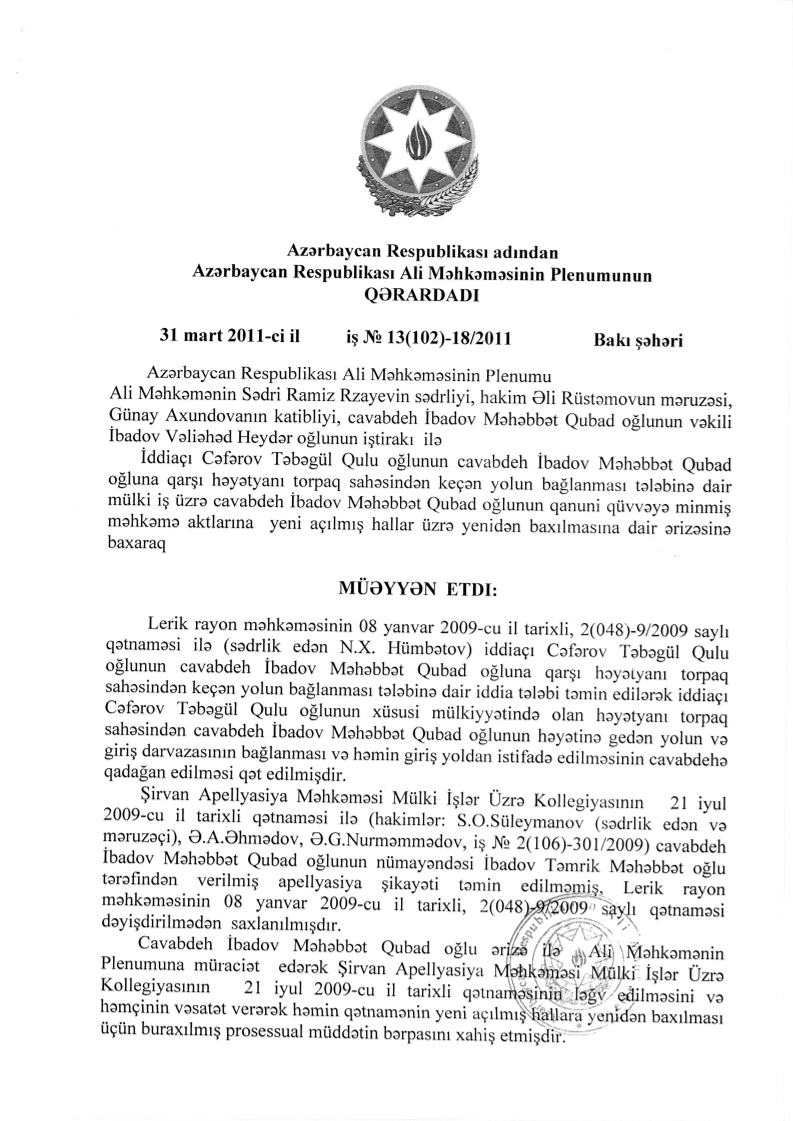 Azərbaycan Respublikası adından
Azərbaycan Respublikası Ali Məhkəməsinin Plenumunun
QƏRARDADI
31 mart 2011-ci il iş № 13(102)-18/2011 Bakı şəhəri
Azərbaycan Respublikası Ali Məhkəməsinin Plenumu
Ali Məhkəmənin Sədri Ramiz Rzayevin sədrliyi, hakim Əli Rüstəmovun məruzəsi,
Günay Axundovanın katibliyi, cavabdeh İbadov Məhəbbət Qubad oğlunun vəkili
İbadov Vəliəhəd Heydər oğlunun iştirakı ilə
İddiaçı Cəfərov Təbəgül Qulu oğlunun cavabdeh İbadov Məhəbbət Qubad
oğluna qarşı həyətyanı torpaq sahəsindən keçən yolun bağlanması tələbinə dair
mülki iş üzrə cavabdeh İbadov Məhəbbət Qubad oğlunun qanuni qüvvəyə minmiş
məhkəmə aktlarına yeni açılmış hallar üzrə yenidən baxılmasına dair ərizəsinə
baxaraq
MÜƏYYƏN ETDI:
Lerik rayon məhkəməsinin 08 yanvar 2009-cu il tarixli, 2(048)-9/2009 saylı
qətnaməsi ilə (sədrlik edən N.X. Hümbətov) iddiaçı Cəfərov Təbəgül Qulu
oğlunun cavabdeh İbadov Məhəbbət Qubad oğluna qarşı həyətyanı torpaq
sahəsindən keçən yolun bağlanması tələbinə dair iddia tələbi təmin edilərək iddiaçı
Cəfərov Təbəgül Qulu oğlunun xüsusi mülkiyyətində olan həyətyanı torpaq
sahəsindən cavabdeh İbadov Məhəbbət Qubad oğlunun həyətinə gedən yolun və
giriş darvazasının bağlanması və həmin giriş yoldan istifadə edilməsinin cavabdehə
qadağan edilməsi qət edilmişdir.
Şirvan Apellyasiya Məhkəməsi Mülki İşlər Üzrə Kollegiyasının 21 iyul
2009-cu il tarixli qətnaməsi ilə (hakimlər: S.O.Süleymanov (sədrlik edən və
məruzəçi), Ə.A.Əhmədov, Ə.G.Nurməmmədov, iş № 2(106)-301/2009) cavabdeh
İbadov Məhəbbət Qubad oğlunun nümayəndəsi İbadov Təmrik Məhəbbət oğlu
tərəfindən verilmiş apellyasiya şikayəti təmin edilməmiş, Lerik rayon
məhkəməsinin 08 yanvar 2009-cu il tarixli, 2(048)-9/2009 saylı qətnaməsi
dəyişdirilmədən saxlanılmışdır.
Cavabdeh İbadov Məhəbbət Qubad oğlu ərizə ilə Ali Məhkəmənin
Plenumuna müraciət edərək Şirvan Apellyasiya Məhkəməsi Mülki İşlər Üzrə
Kollegiyasının 21 iyul 2009-cu il tarixli qətnaməsinin ləğv edilməsini və
həmçinin vəsatət verərək həmin qətnamənin yeni açılmış hallara yenidən baxılması
üçün buraxılmış prosessual müddətin bərpasını xahiş etmişdir.